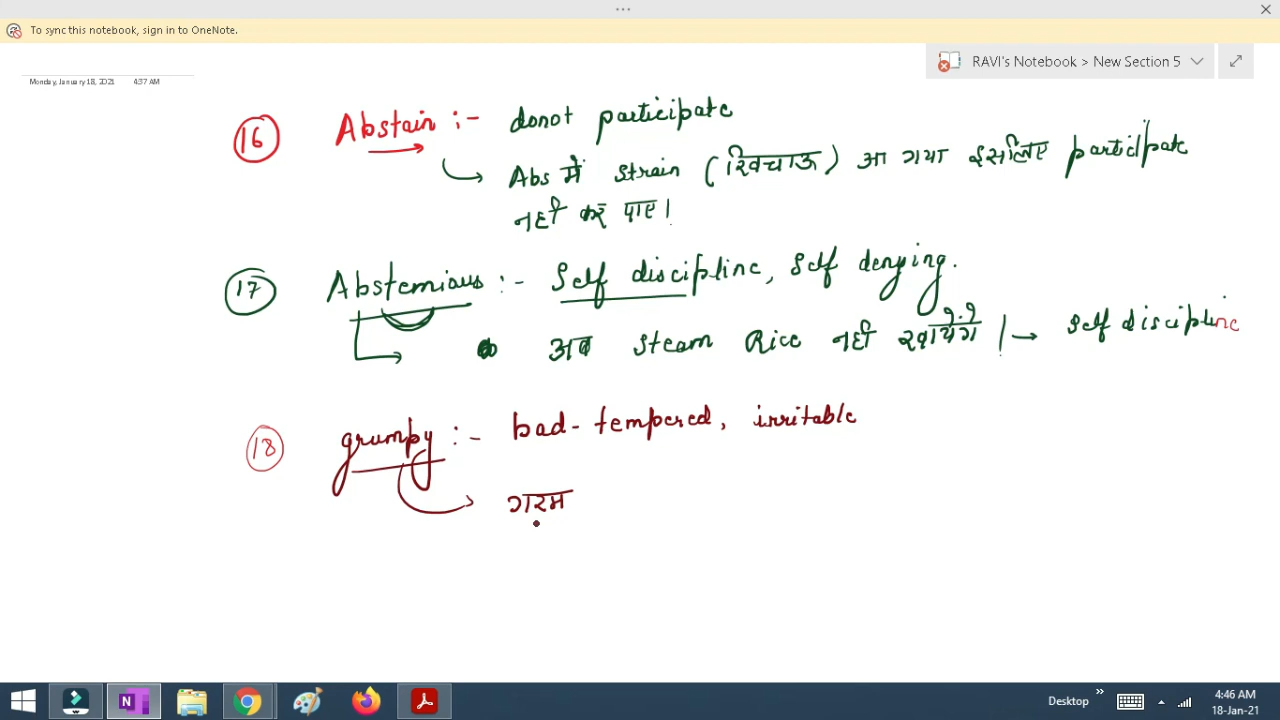 To sync this notebook, sign in to OneNote.
RAVI's Notebook > New Section 5
Monday, January 18, 2021 4:37 AM
16 Abstain :- donot participate
Abs में strain (खिचाऊ) आ गया इसलिए participate
नही कर पाए।
17 Abstemious :- Self discipline, Self denying.
अब steam Rice नही खायेंगे। → Self discipline
18 grumpy :- bad-tempered, irritable
गरम
Desktop
4:46 AM
18-Jan-21